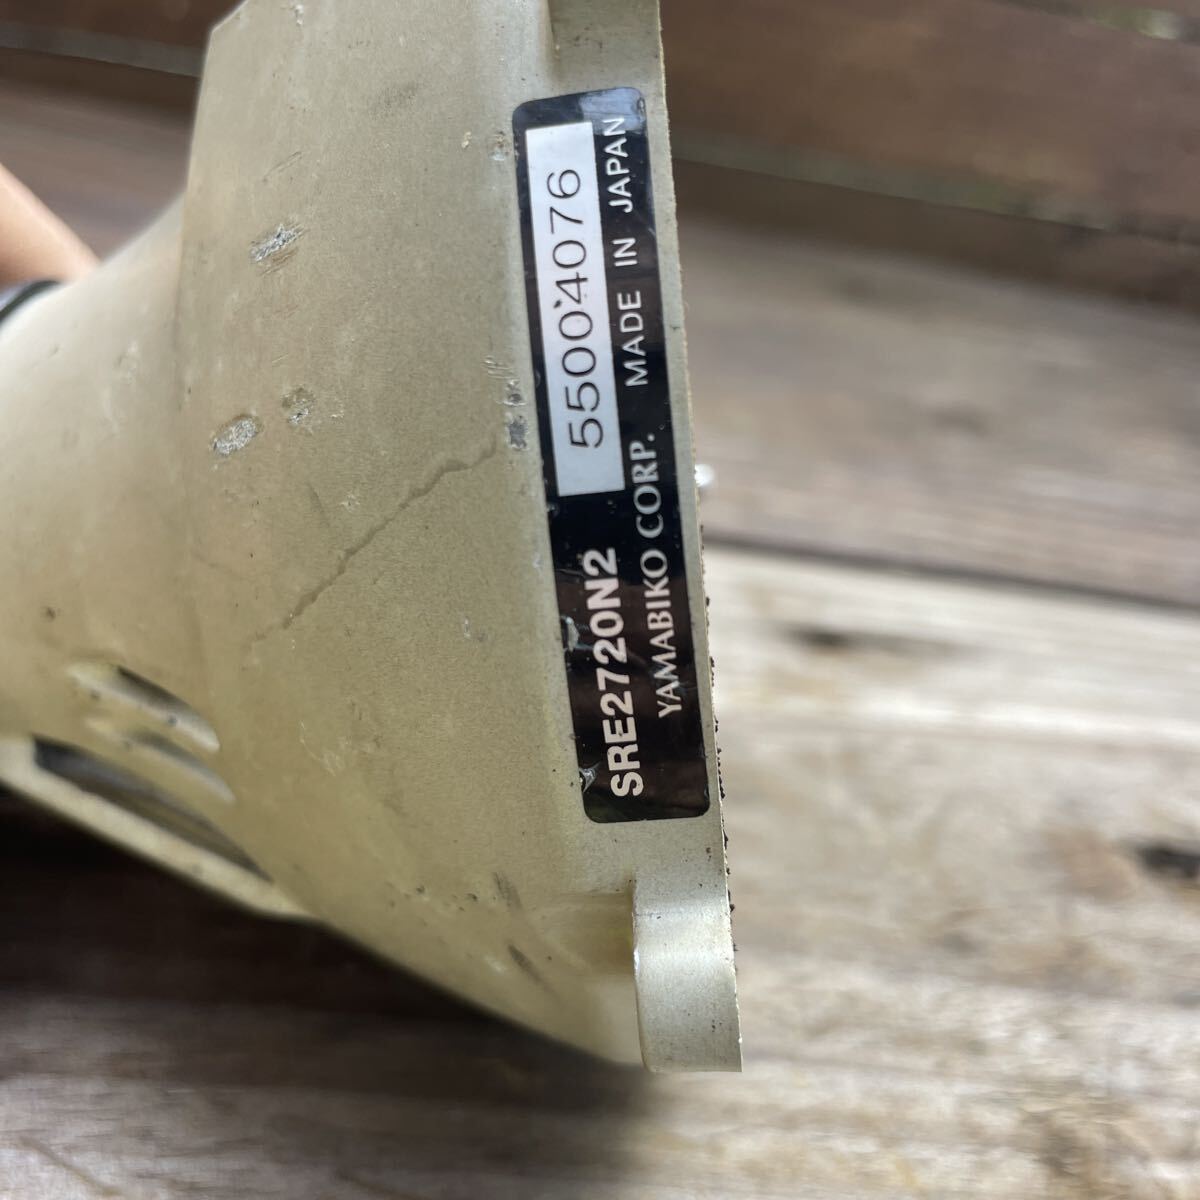 55004076
MADE IN JAPAN
SRE2720N2
YAMABIKO CORP.